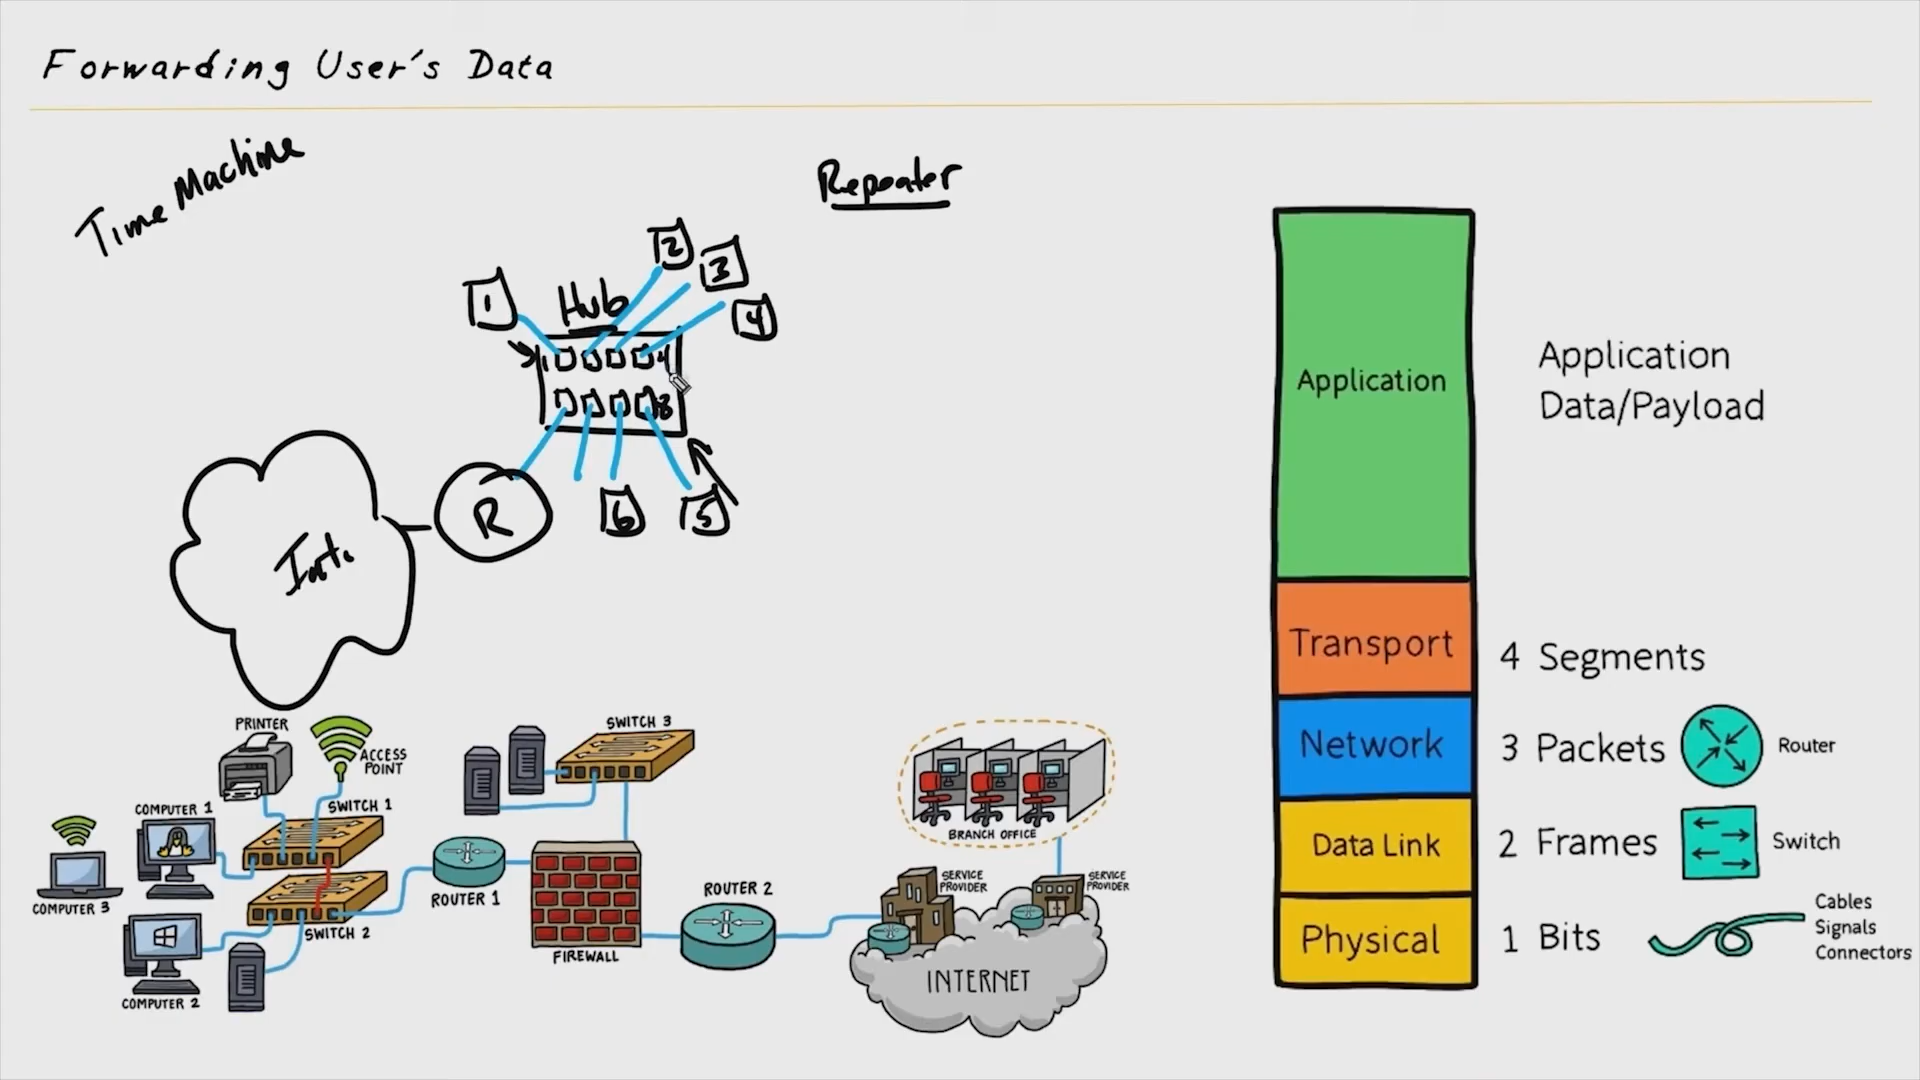 Forwarding User's Data
Time Machine
Repeater
Hub
1
2
3
4
1 4
8
R
6
5
Application
Application
Data/Payload
Transport
4 Segments
Network
3 Packets
Router
Data Link
2 Frames
Switch
Physical
1 Bits
Cables
Signals
Connectors
PRINTER
ACCESS
POINT
SWITCH 1
COMPUTER 1
COMPUTER 3
SWITCH 2
COMPUTER 2
SWITCH 3
ROUTER 1
FIREWALL
ROUTER 2
BRANCH OFFICE
SERVICE
PROVIDER
SERVICE
PROVIDER
INTERNET